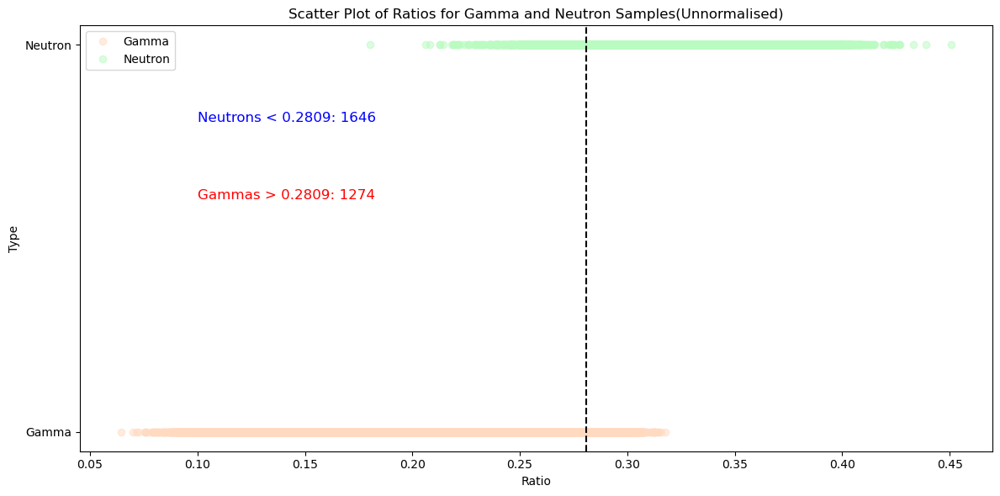 Scatter Plot of Ratios for Gamma and Neutron Samples(Unnormalised)
Gamma
Neutron
Neutron
Neutrons < 0.2809: 1646
Gammas > 0.2809: 1274
Type
Gamma
0.05 0.10 0.15 0.20 0.25 0.30 0.35 0.40 0.45
Ratio